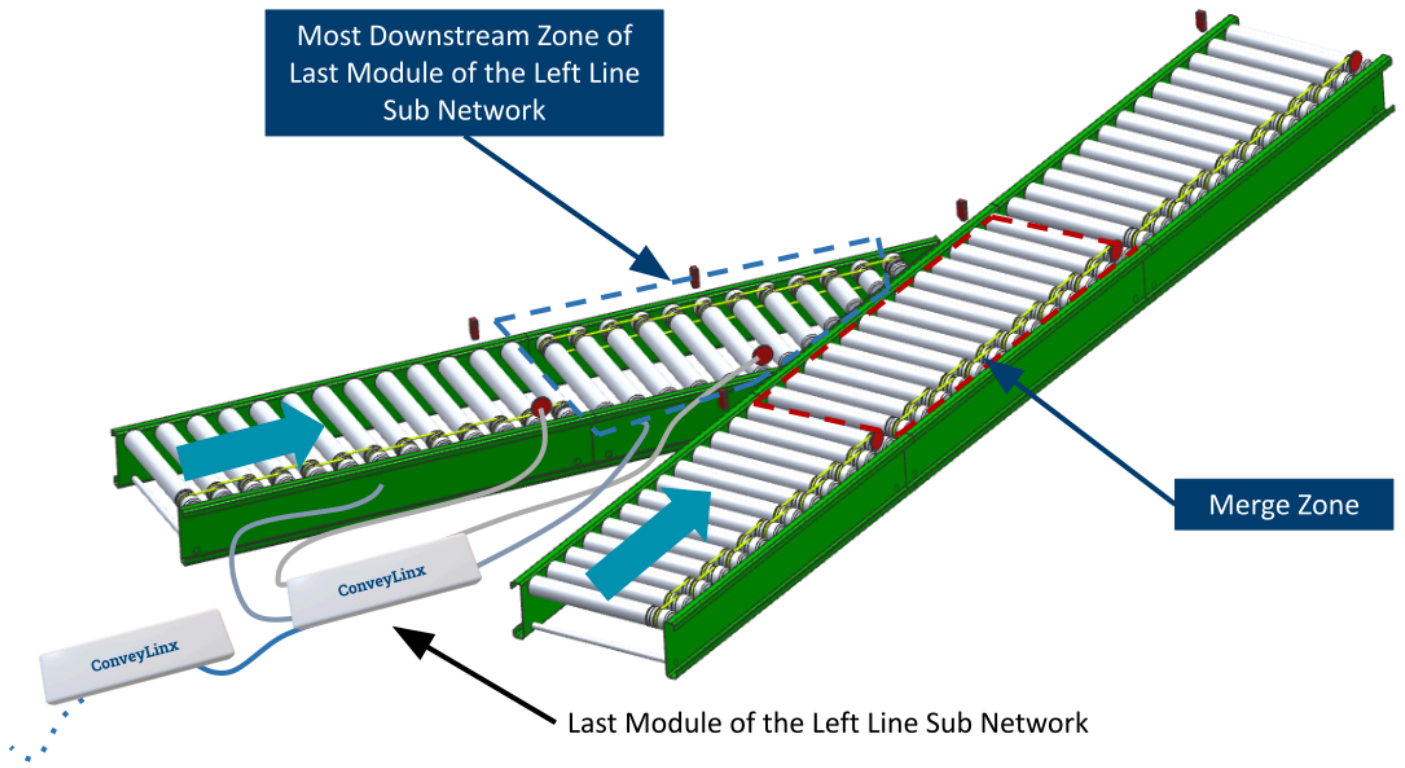 Most Downstream Zone of
Last Module of the Left Line
Sub Network
Merge Zone
ConveyLinx
ConveyLinx
Last Module of the Left Line Sub Network